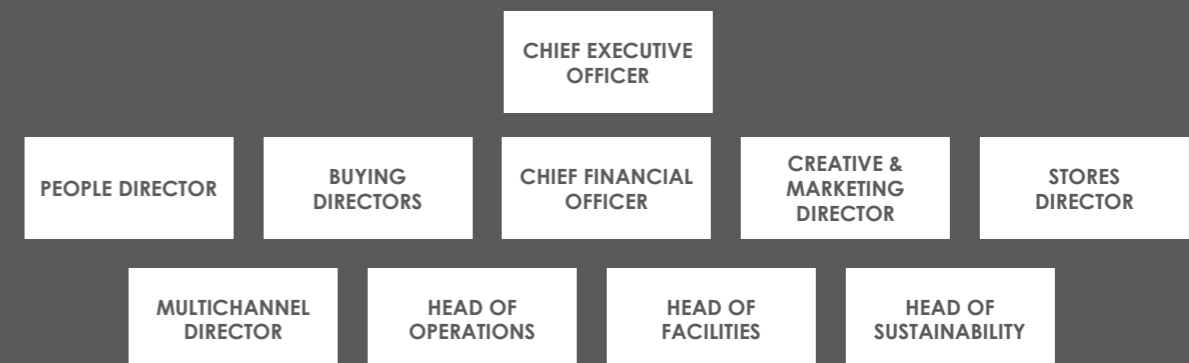 CHIEF EXECUTIVE
OFFICER
PEOPLE DIRECTOR
BUYING
DIRECTORS
CHIEF FINANCIAL
OFFICER
CREATIVE &
MARKETING
DIRECTOR
STORES
DIRECTOR
MULTICHANNEL
DIRECTOR
HEAD OF
OPERATIONS
HEAD OF
FACILITIES
HEAD OF
SUSTAINABILITY